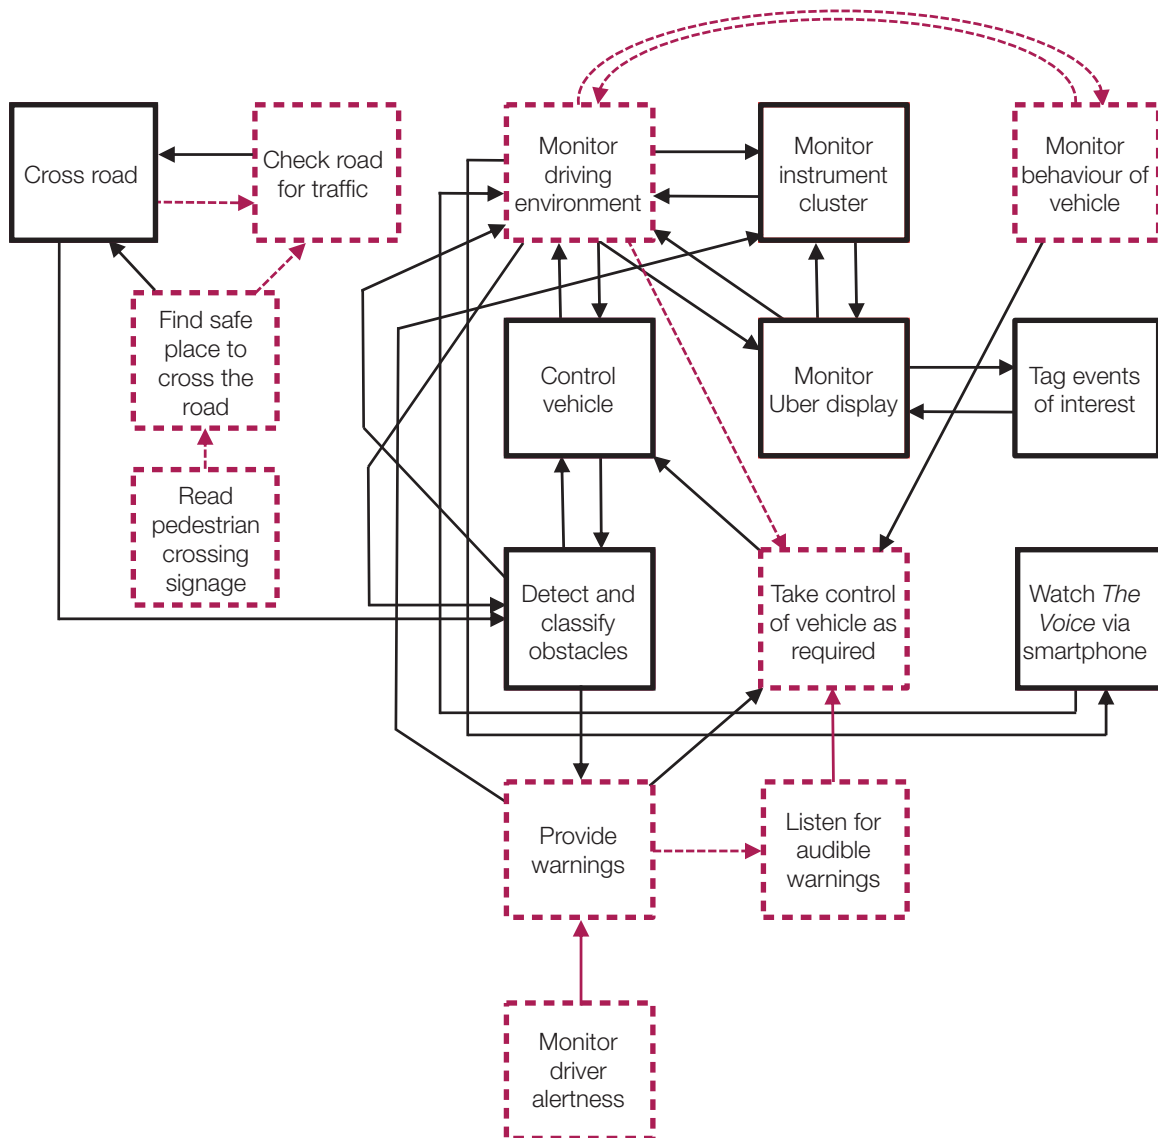 Cross road
Check road
for traffic
Monitor
driving
environment
Monitor
instrument
cluster
Monitor
behaviour of
vehicle
Find safe
place to
cross the
road
Control
vehicle
Monitor
Uber display
Tag events
of interest
Read
pedestrian
crossing
signage
Detect and
classify
obstacles
Take control
of vehicle as
required
Watch The
Voice via
smartphone
Provide
warnings
Listen for
audible
warnings
Monitor
driver
alertness